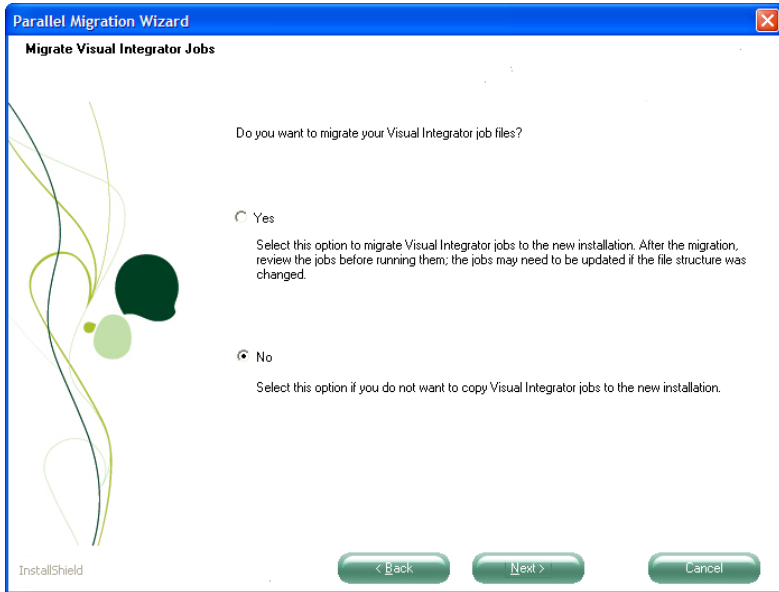 Parallel Migration Wizard
Migrate Visual Integrator Jobs
Do you want to migrate your Visual Integrator job files?
Yes
Select this option to migrate Visual Integrator jobs to the new installation. After the migration,
review the jobs before running them; the jobs may need to be updated if the file structure was
changed.
No
Select this option if you do not want to copy Visual Integrator jobs to the new installation.
InstallShield
< Back
Next >
Cancel